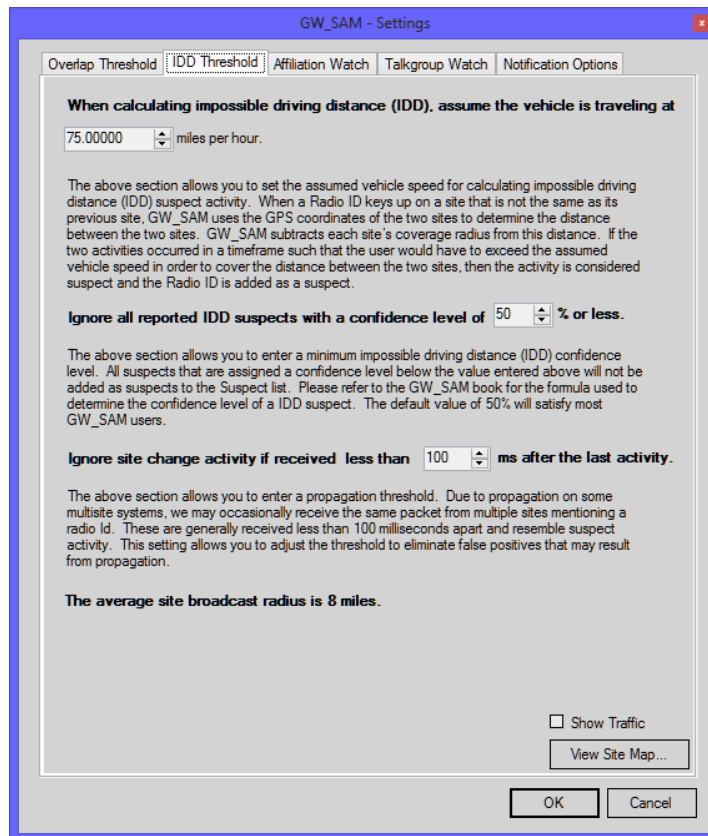 GW_SAM - Settings
x
Overlap Threshold
IDD Threshold
Affiliation Watch
Talkgroup Watch
Notification Options
When calculating impossible driving distance (IDD), assume the vehicle is traveling at
75.00000 miles per hour.
The above section allows you to set the assumed vehicle speed for calculating impossible driving
distance (IDD) suspect activity. When a Radio ID keys up on a site that is not the same as its
previous site, GW_SAM uses the GPS coordinates of the two sites to determine the distance
between the two sites. GW_SAM subtracts each site's coverage radius from this distance. If the
two activities occurred in a timeframe such that the user would have to exceed the assumed
vehicle speed in order to cover the distance between the two sites, then the activity is considered
suspect and the Radio ID is added as a suspect.
Ignore all reported IDD suspects with a confidence level of 50 % or less.
The above section allows you to enter a minimum impossible driving distance (IDD) confidence
level. All suspects that are assigned a confidence level below the value entered above will not be
added as suspects to the Suspect list. Please refer to the GW_SAM book for the formula used to
determine the confidence level of a IDD suspect. The default value of 50% will satisfy most
GW_SAM users.
Ignore site change activity if received less than 100 ms after the last activity.
The above section allows you to enter a propagation threshold. Due to propagation on some
multisite systems, we may occasionally receive the same packet from multiple sites mentioning a
radio Id. These are generally received less than 100 milliseconds apart and resemble suspect
activity. This setting allows you to adjust the threshold to eliminate false positives that may result
from propagation.
The average site broadcast radius is 8 miles.
Show Traffic
View Site Map...
OK
Cancel